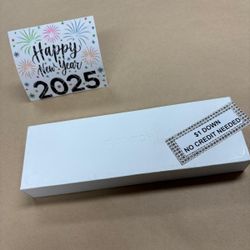 Happy
New Year
2025
$1 DOWN
NO CREDIT NEEDED